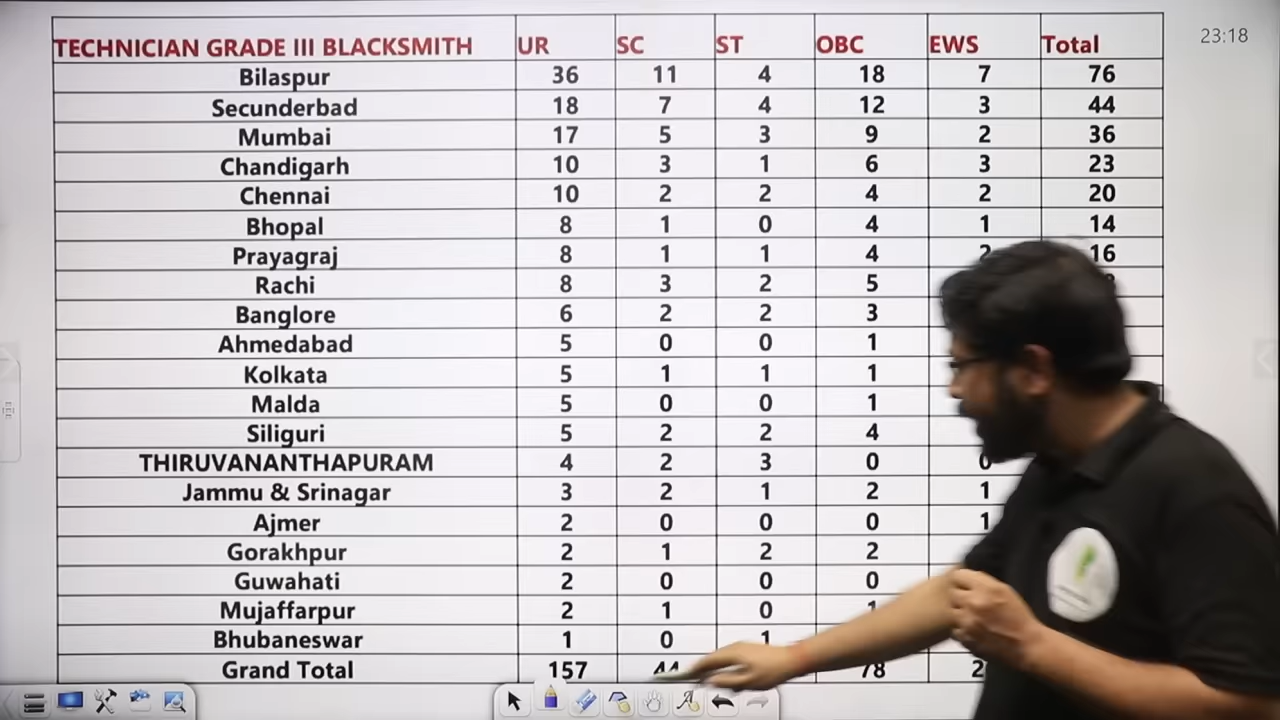 TECHNICIAN GRADE III BLACKSMITH UR SC ST OBC EWS Total
23:18
Bilaspur 36 11 4 18 7 76
Secunderbad 18 7 4 12 3 44
Mumbai 17 5 3 9 2 36
Chandigarh 10 3 1 6 3 23
Chennai 10 2 2 4 2 20
Bhopal 8 1 0 4 1 14
Prayagraj 8 1 1 4 2 16
Rachi 8 3 2 5
Banglore 6 2 2 3
Ahmedabad 5 0 0 1
Kolkata 5 1 1 1
Malda 5 0 0 1
Siliguri 5 2 2 4
THIRUVANANTHAPURAM 4 2 3 0 0
Jammu & Srinagar 3 2 1 2 1
Ajmer 2 0 0 0 1
Gorakhpur 2 1 2 2
Guwahati 2 0 0 0
Mujaffarpur 2 1 0 1
Bhubaneswar 1 0 1
Grand Total 157 44 78